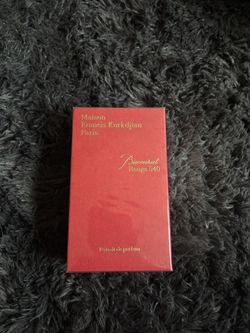 Maison
Francis Kurkdjian
Paris
Baccarat
Rouge 540
Extrait de parfum